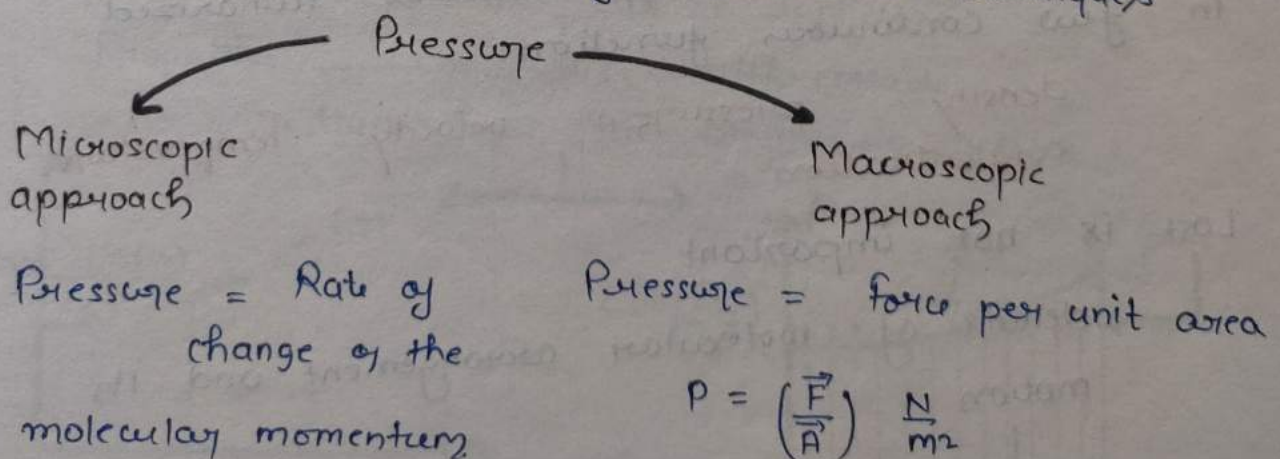 Pressure
Microscopic
approach
Macroscopic
approach
Pressure = Rate of
change of the
molecular momentum
Pressure = force per unit area
P = (F⃗/A⃗) N/m2